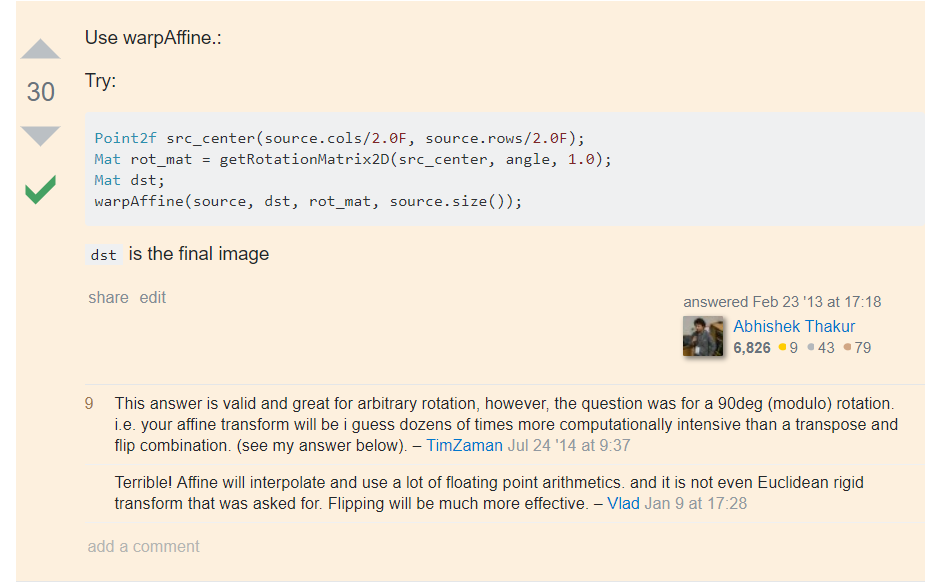 Use warpAffine.:
30
Try:
Point2f src_center(source.cols/2.0F, source.rows/2.0F);
Mat rot_mat = getRotationMatrix2D(src_center, angle, 1.0);
Mat dst;
warpAffine(source, dst, rot_mat, source.size());
dst is the final image
share edit
answered Feb 23 '13 at 17:18
Abhishek Thakur
6,826 9 43 79
9 This answer is valid and great for arbitrary rotation, however, the question was for a 90deg (modulo) rotation.
i.e. your affine transform will be i guess dozens of times more computationally intensive than a transpose and
flip combination. (see my answer below). – TimZaman Jul 24 '14 at 9:37
Terrible! Affine will interpolate and use a lot of floating point arithmetics. and it is not even Euclidean rigid
transform that was asked for. Flipping will be much more effective. – Vlad Jan 9 at 17:28
add a comment